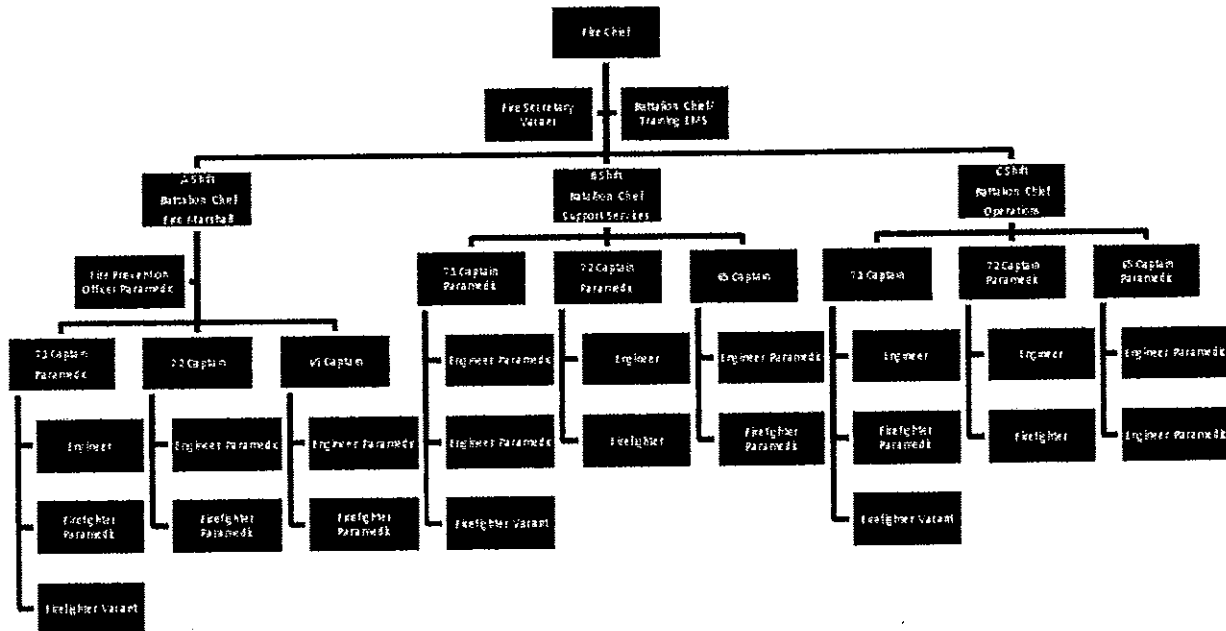 Fire Chief
Fire Secretary
Vacant
Battalion Chief/
Training EMS
A Shift
Battalion Chief
Fire Marshall
B Shift
Battalion Chief
Support Services
C Shift
Battalion Chief
Operations
Fire Prevention
Officer Paramedic
71 Captain
Paramedic
72 Captain
Paramedic
65 Captain
71 Captain
72 Captain
Paramedic
65 Captain
Paramedic
71 Captain
Paramedic
72 Captain
65 Captain
Engineer Paramedic
Engineer
Engineer Paramedic
Engineer
Engineer
Engineer Paramedic
Engineer
Engineer Paramedic
Engineer Paramedic
Engineer Paramedic
Firefighter
Firefighter
Paramedic
Firefighter
Paramedic
Firefighter
Engineer Paramedic
Firefighter
Paramedic
Firefighter
Paramedic
Firefighter
Paramedic
Firefighter Vacant
Firefighter Vacant
Firefighter Vacant